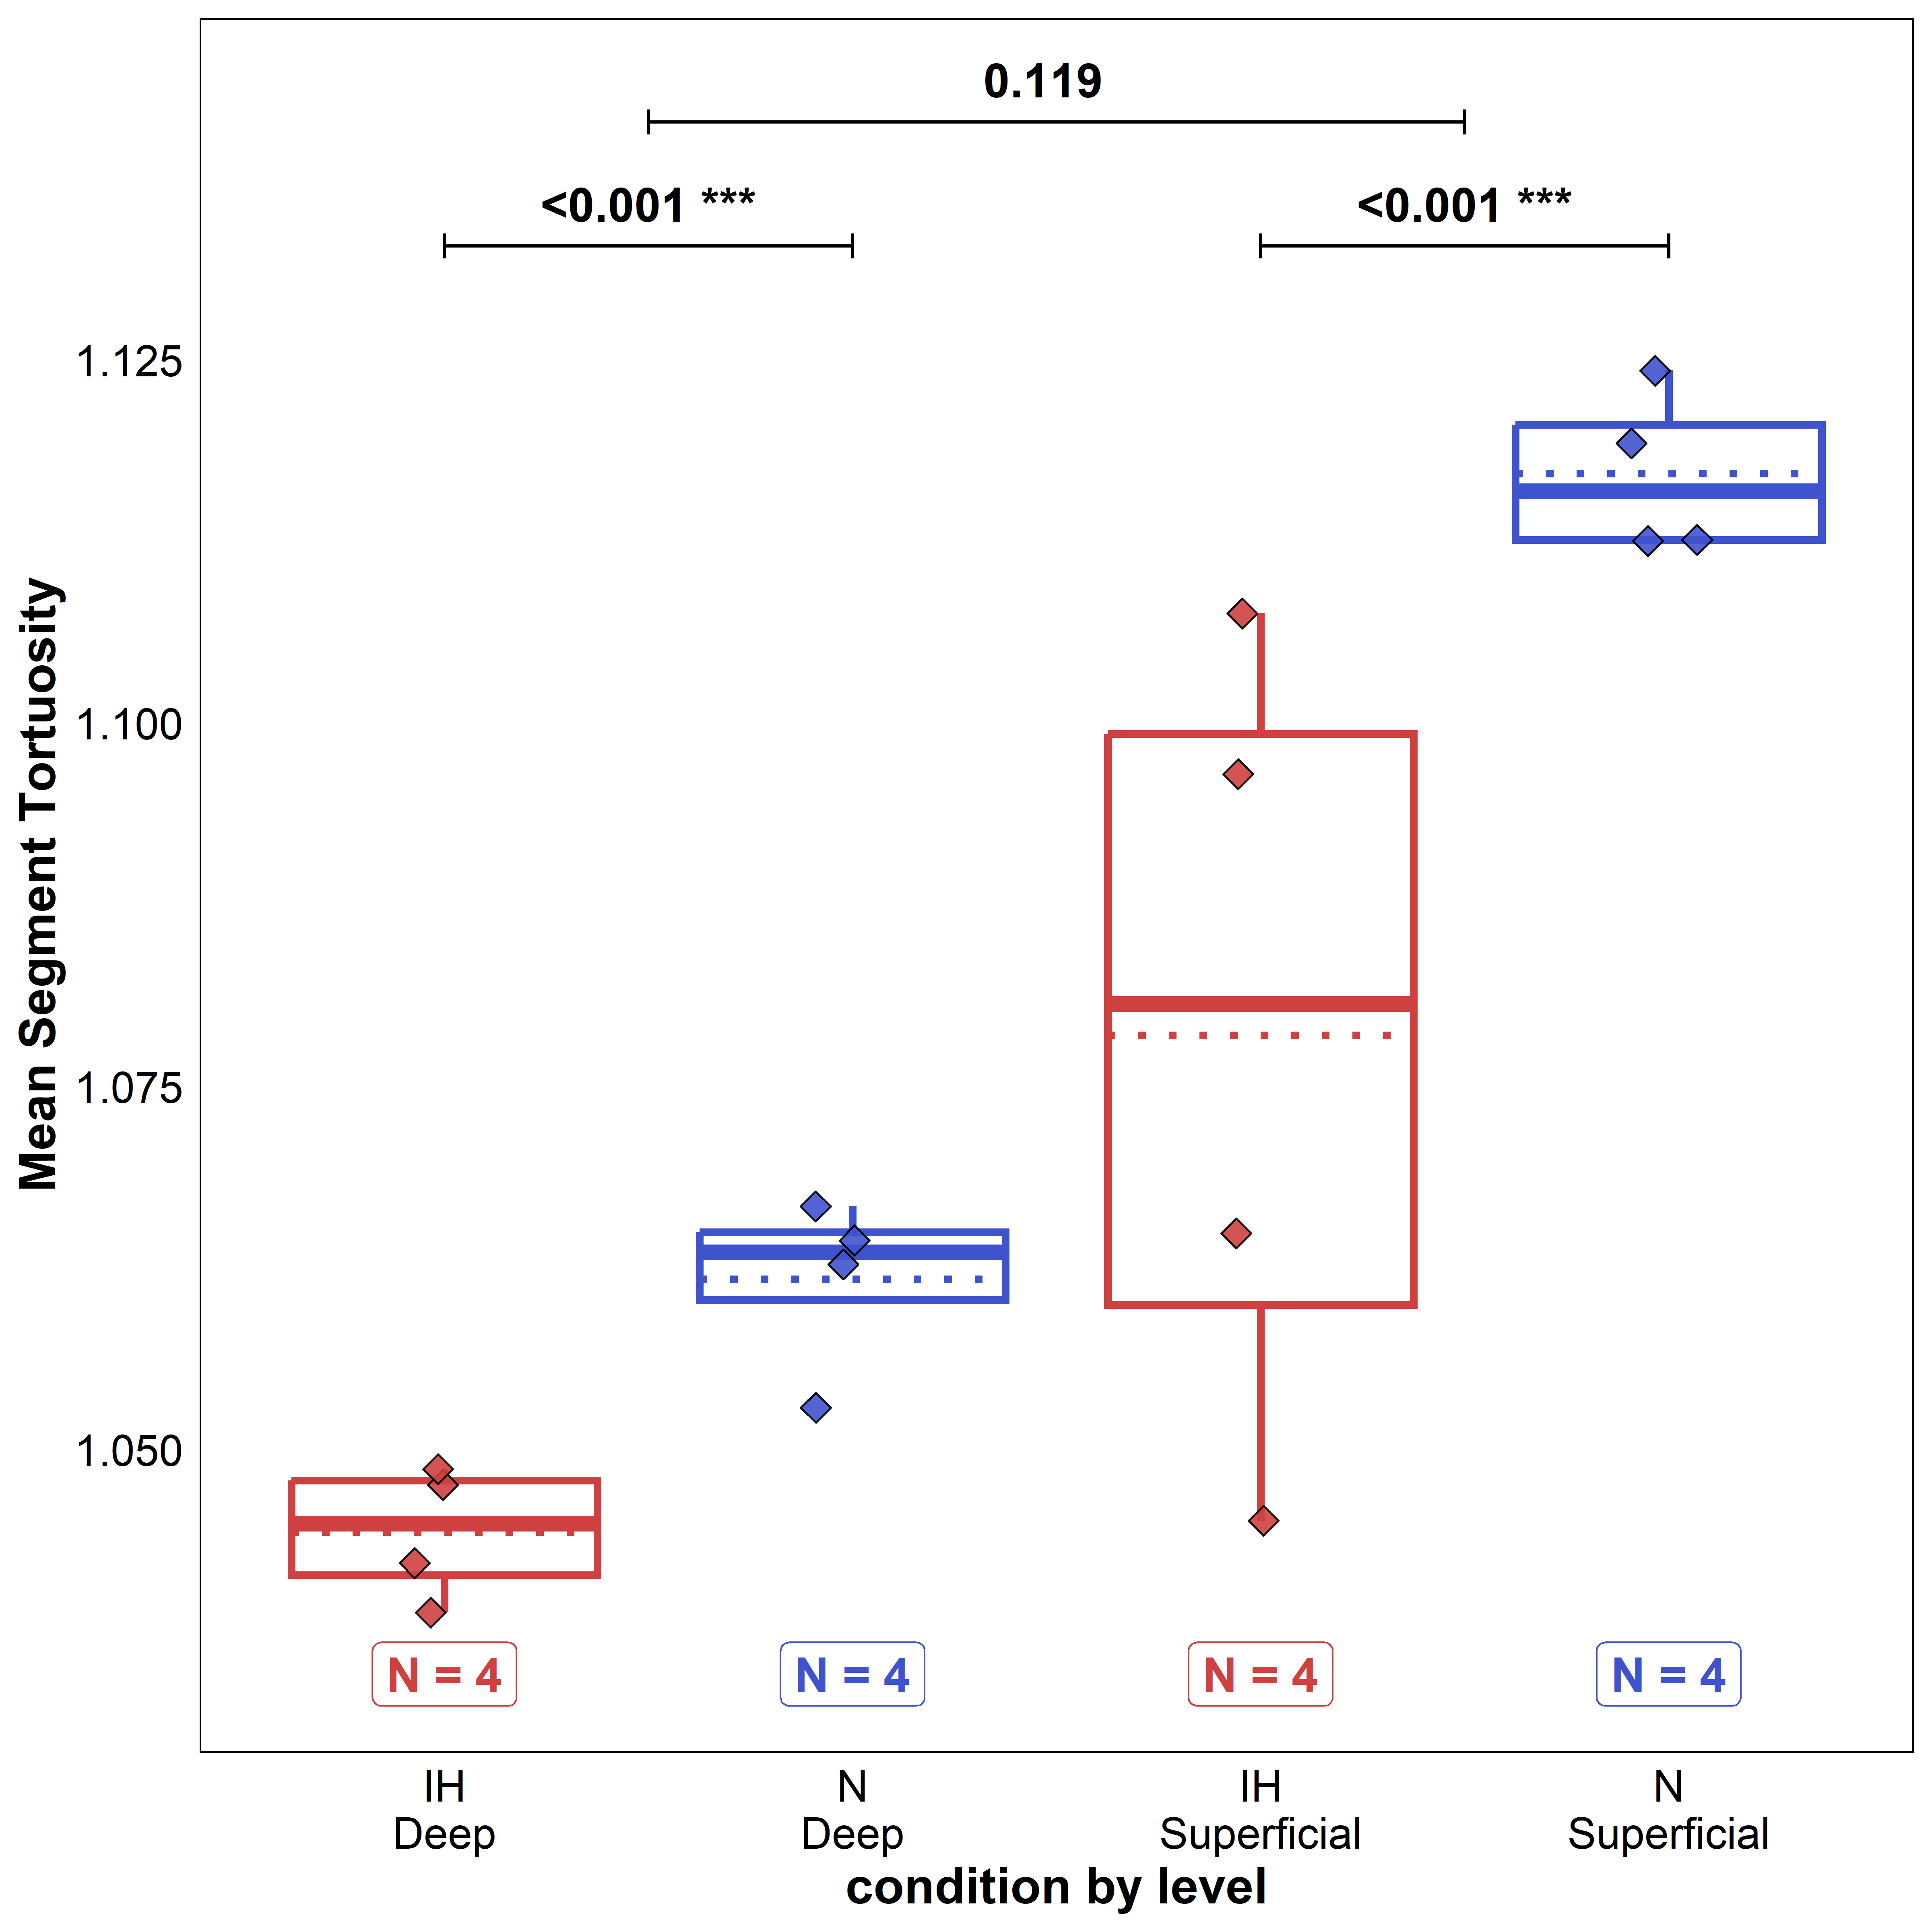 0.119
<0.001 ***
<0.001 ***
Mean Segment Tortuosity
1.125
1.100
1.075
1.050
N = 4
N = 4
N = 4
N = 4
IH
Deep
N
Deep
IH
Superficial
N
Superficial
condition by level